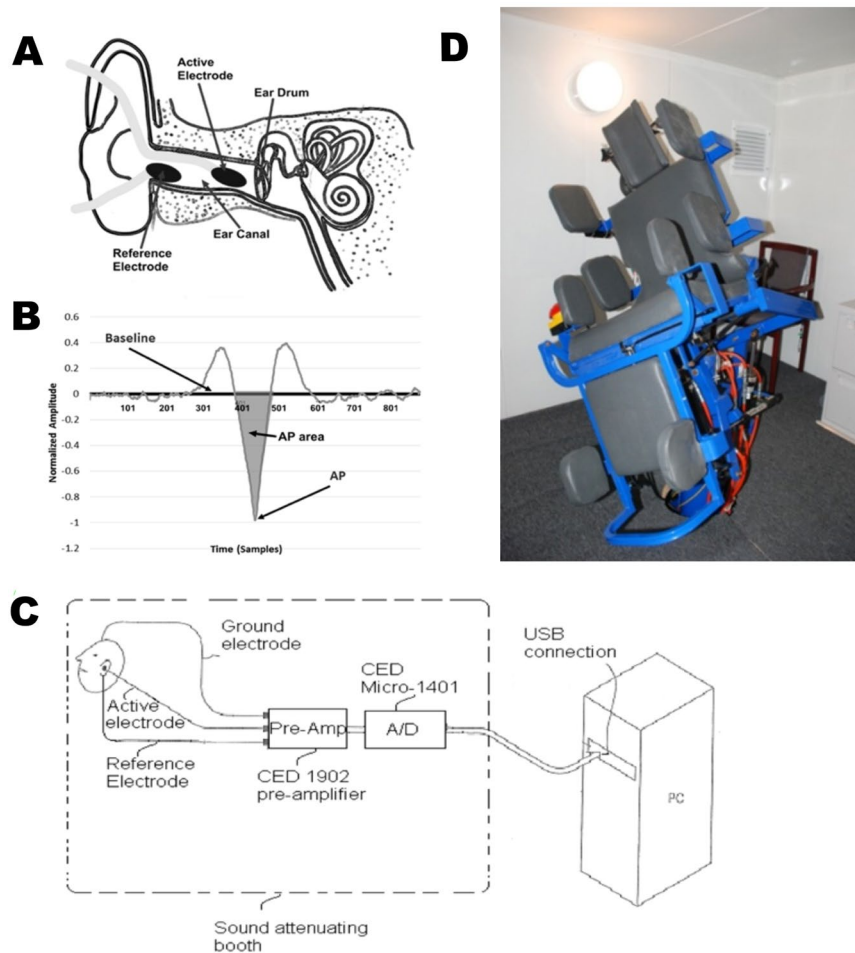 A
Active
Electrode
Ear Drum
Ear Canal
Reference
Electrode
B
Normalized Amplitude
0.6
0.4
0.2
0
-0.2
-0.4
-0.6
-0.8
-1
-1.2
Baseline
101 201 301 401 501 601 701 801
AP area
AP
Time (Samples)
D
C
Ground
electrode
Active
electrode
Reference
Electrode
Pre-Amp
CED 1902
pre-amplifier
CED
Micro-1401
A/D
USB
connection
PC
Sound attenuating
booth